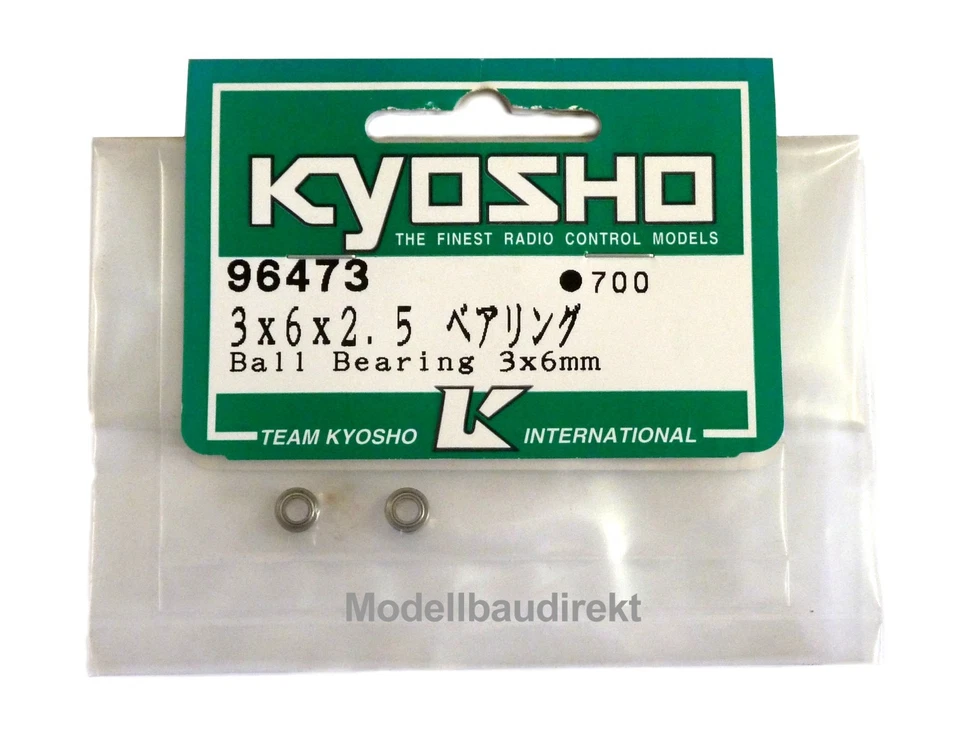 KYOSHO
THE FINEST RADIO CONTROL MODELS
96473 ●700
3x6x2.5 ベアリング
Ball Bearing 3x6mm
TEAM KYOSHO K INTERNATIONAL
Modellbaudirekt